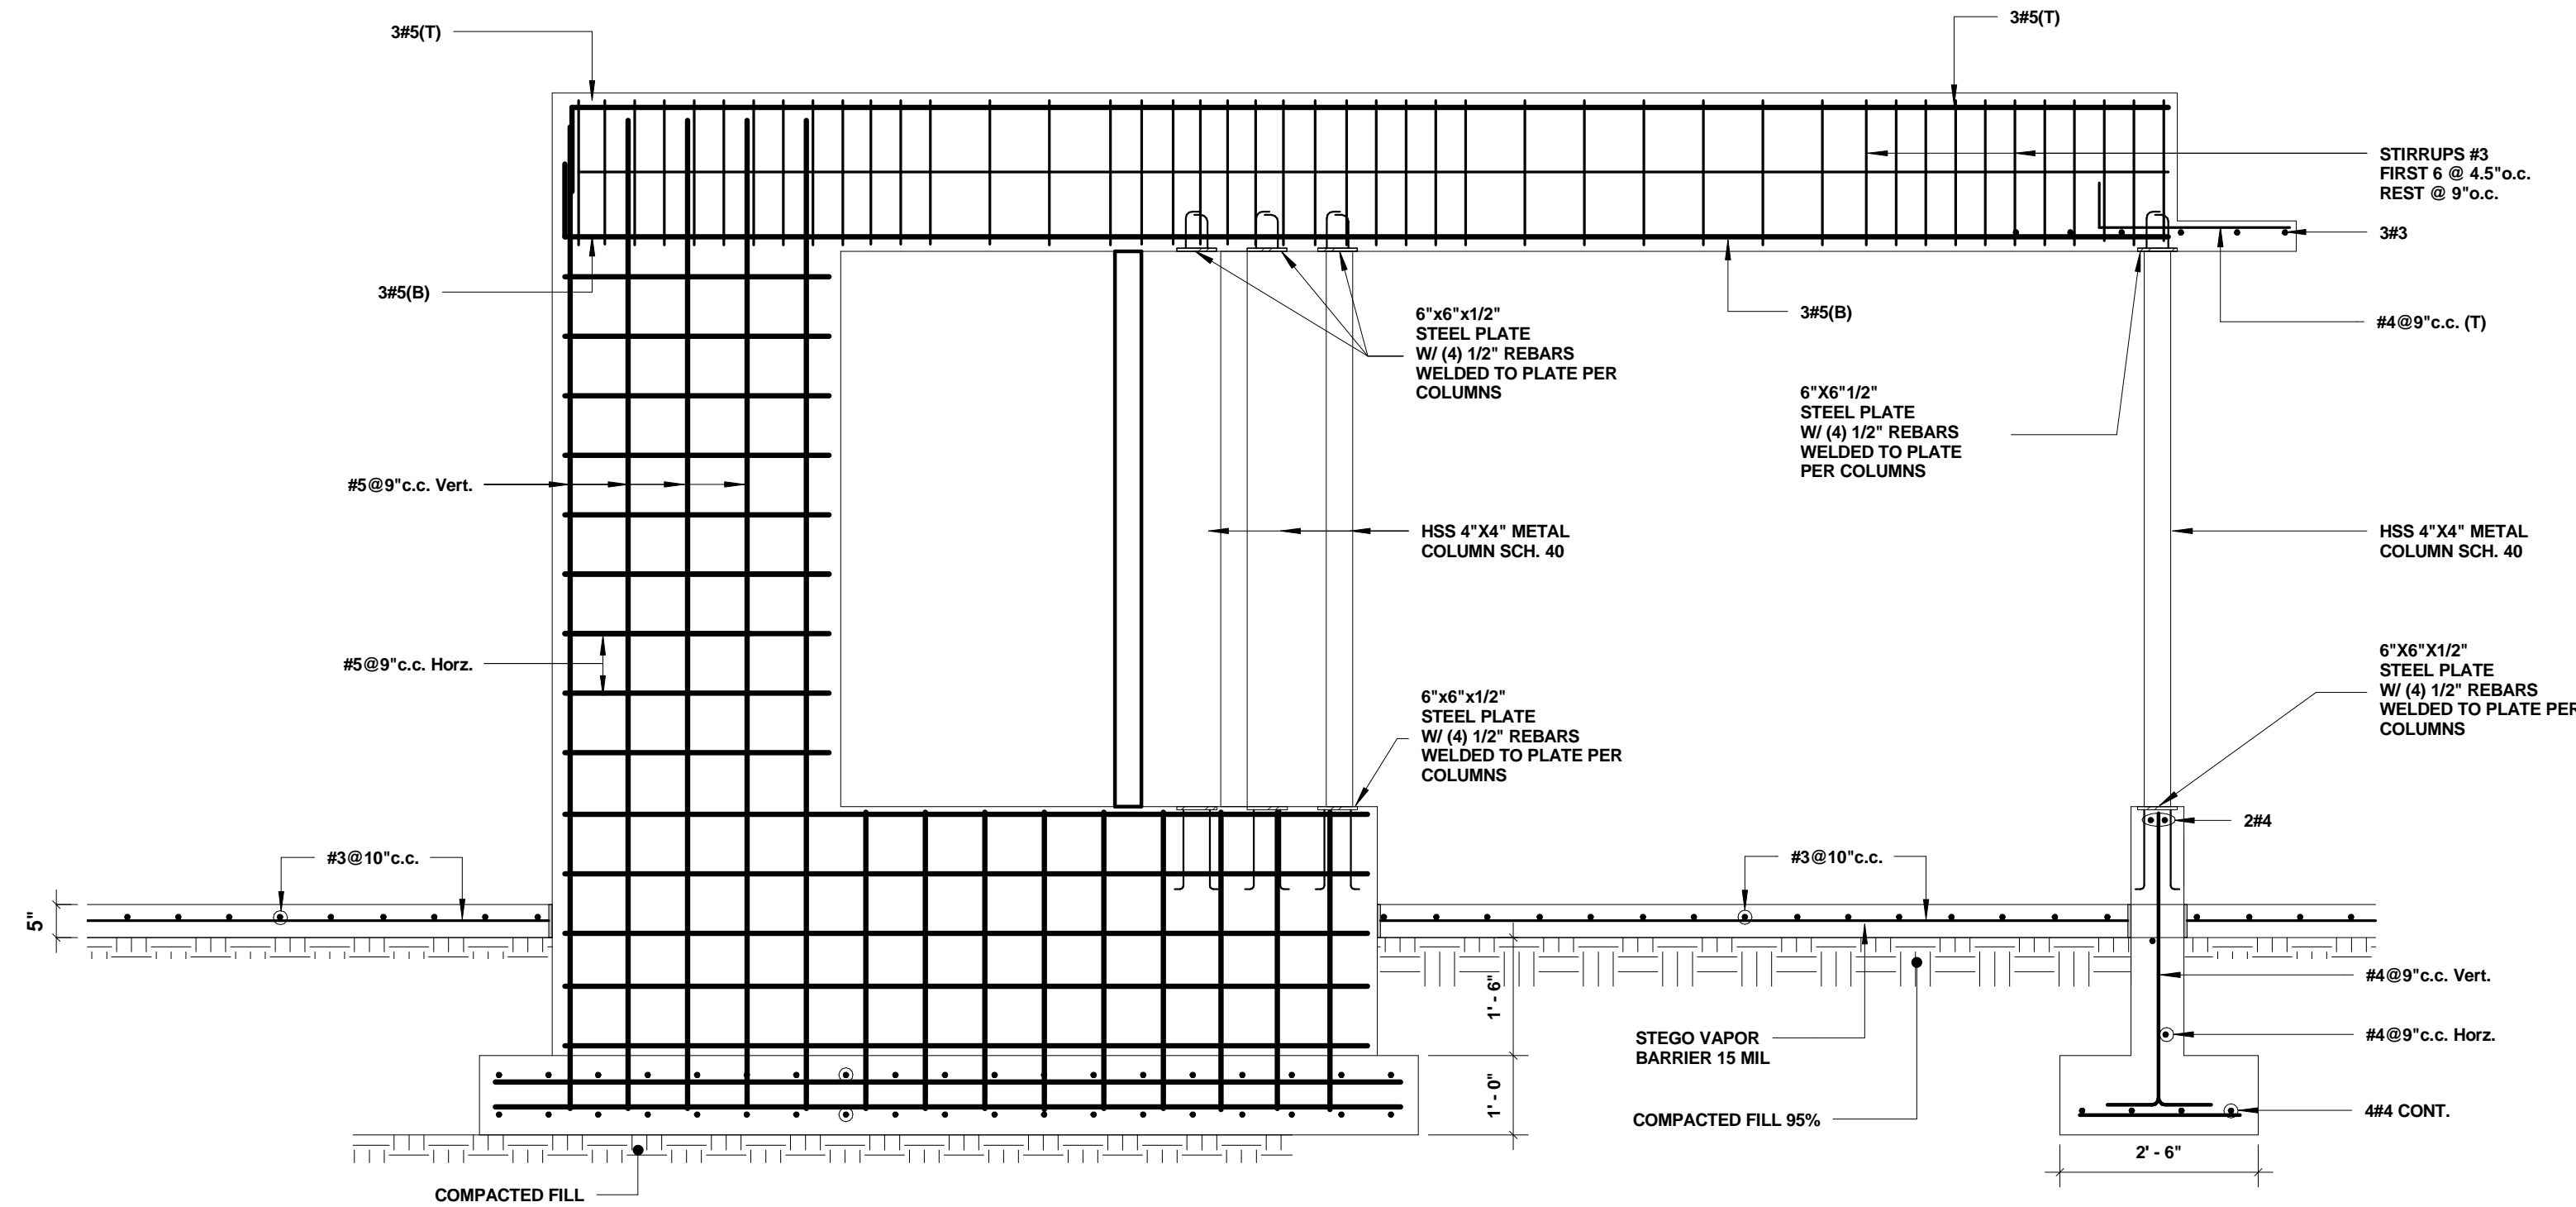 3#5(T)
3#5(T)
STIRRUPS #3
FIRST 6 @ 4.5"o.c.
REST @ 9"o.c.
3#3
3#5(B)
6"x6"x1/2"
STEEL PLATE
W/ (4) 1/2" REBARS
WELDED TO PLATE PER
COLUMNS
3#5(B)
#4@9"c.c. (T)
6"X6"1/2"
STEEL PLATE
W/ (4) 1/2" REBARS
WELDED TO PLATE
PER COLUMNS
#5@9"c.c. Vert.
HSS 4"X4" METAL
COLUMN SCH. 40
HSS 4"X4" METAL
COLUMN SCH. 40
#5@9"c.c. Horz.
6"x6"x1/2"
STEEL PLATE
W/ (4) 1/2" REBARS
WELDED TO PLATE PER
COLUMNS
6"X6"X1/2"
STEEL PLATE
W/ (4) 1/2" REBARS
WELDED TO PLATE PER
COLUMNS
2#4
#3@10"c.c.
#3@10"c.c.
5"
1' - 6"
#4@9"c.c. Vert.
STEGO VAPOR
BARRIER 15 MIL
#4@9"c.c. Horz.
1' - 0"
COMPACTED FILL 95%
4#4 CONT.
2' - 6"
COMPACTED FILL